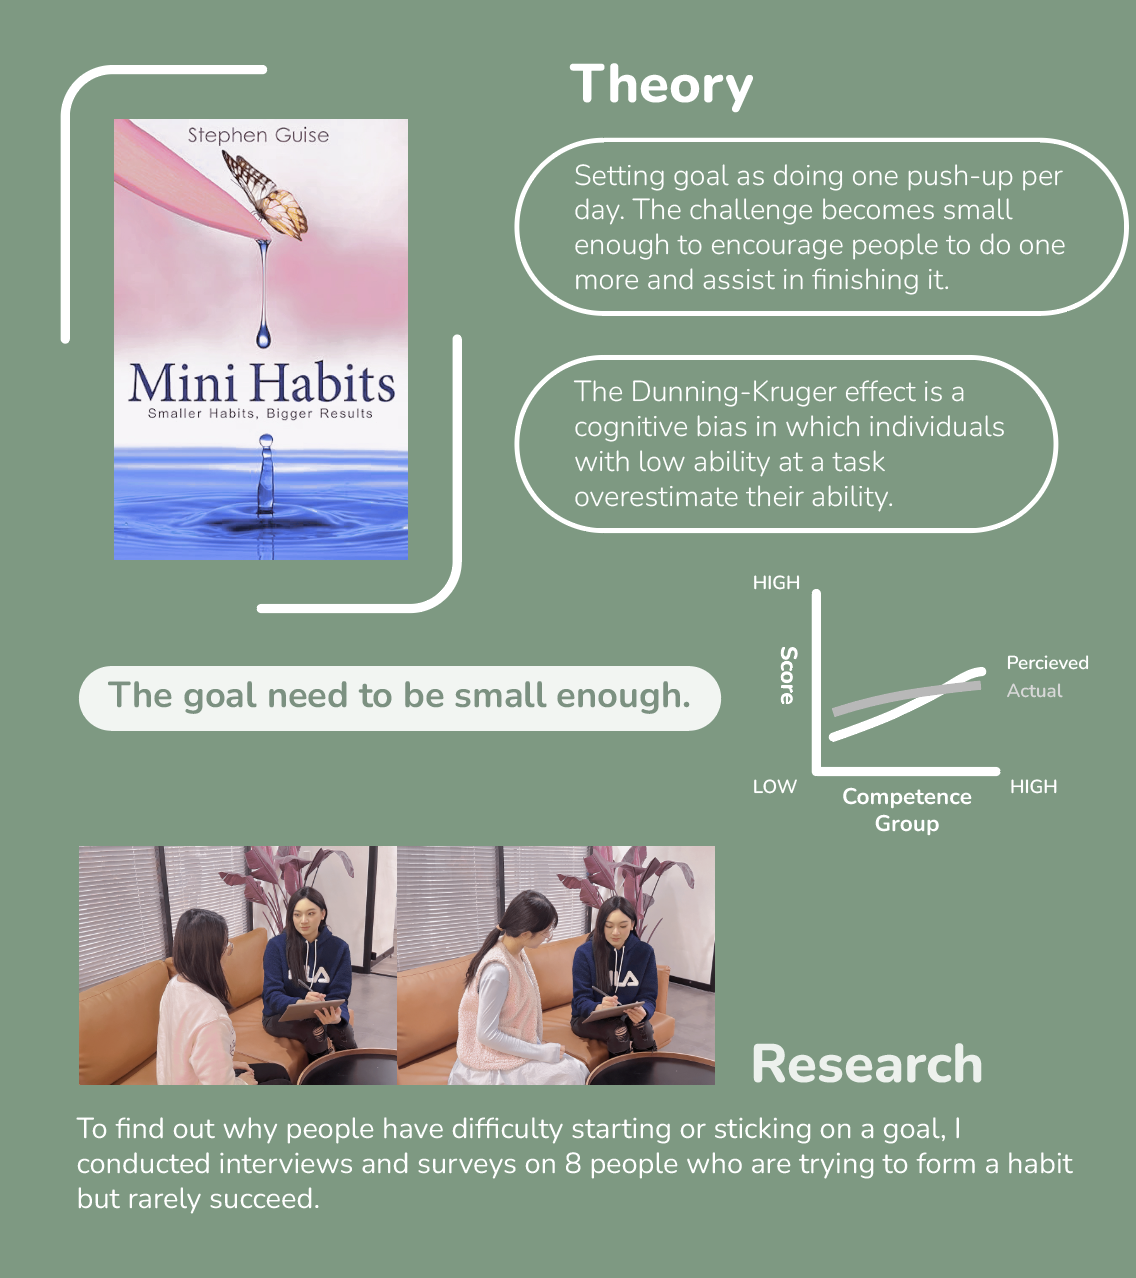 Theory
Stephen Guise
Mini Habits
Smaller Habits, Bigger Results
Setting goal as doing one push-up per
day. The challenge becomes small
enough to encourage people to do one
more and assist in finishing it.
The Dunning-Kruger effect is a
cognitive bias in which individuals
with low ability at a task
overestimate their ability.
The goal need to be small enough.
HIGH
Score
Percieved
Actual
LOW
HIGH
Competence
Group
Research
To find out why people have difficulty starting or sticking on a goal, I
conducted interviews and surveys on 8 people who are trying to form a habit
but rarely succeed.